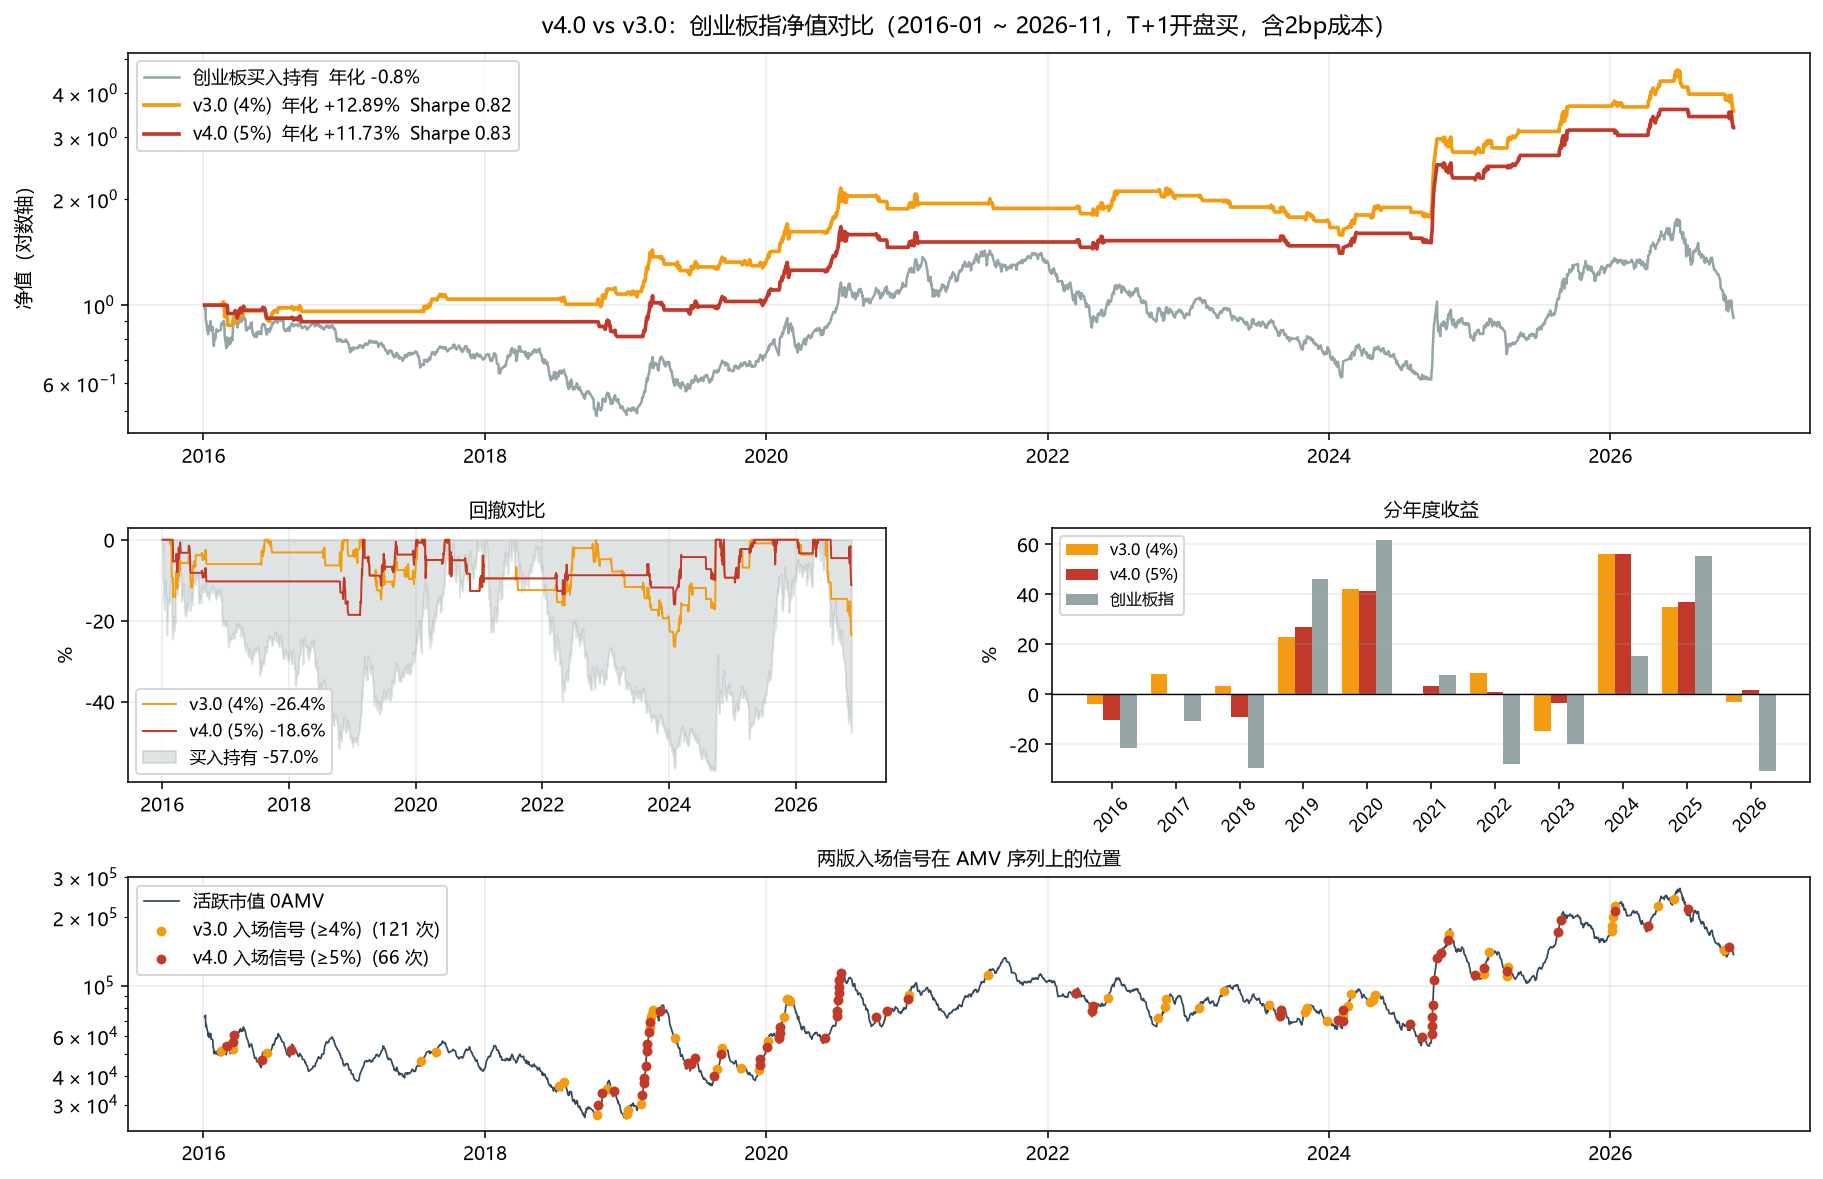 v4.0 vs v3.0：创业板指净值对比（2016-01 ~ 2026-11，T+1开盘买，含2bp成本）
净值（对数轴）
4 × 10⁰
3 × 10⁰
2 × 10⁰
10⁰
6 × 10⁻¹
创业板买入持有 年化 -0.8%
v3.0 (4%) 年化 +12.89% Sharpe 0.82
v4.0 (5%) 年化 +11.73% Sharpe 0.83
2016 2018 2020 2022 2024 2026
回撤对比
%
0
-20
-40
v3.0 (4%) -26.4%
v4.0 (5%) -18.6%
买入持有 -57.0%
2016 2018 2020 2022 2024 2026
分年度收益
%
60
40
20
0
-20
v3.0 (4%)
v4.0 (5%)
创业板指
2016 2017 2018 2019 2020 2021 2022 2023 2024 2025 2026
两版入场信号在 AMV 序列上的位置
3 × 10⁵
2 × 10⁵
10⁵
6 × 10⁴
4 × 10⁴
3 × 10⁴
活跃市值 0AMV
v3.0 入场信号 (≥4%) (121 次)
v4.0 入场信号 (≥5%) (66 次)
2016 2018 2020 2022 2024 2026